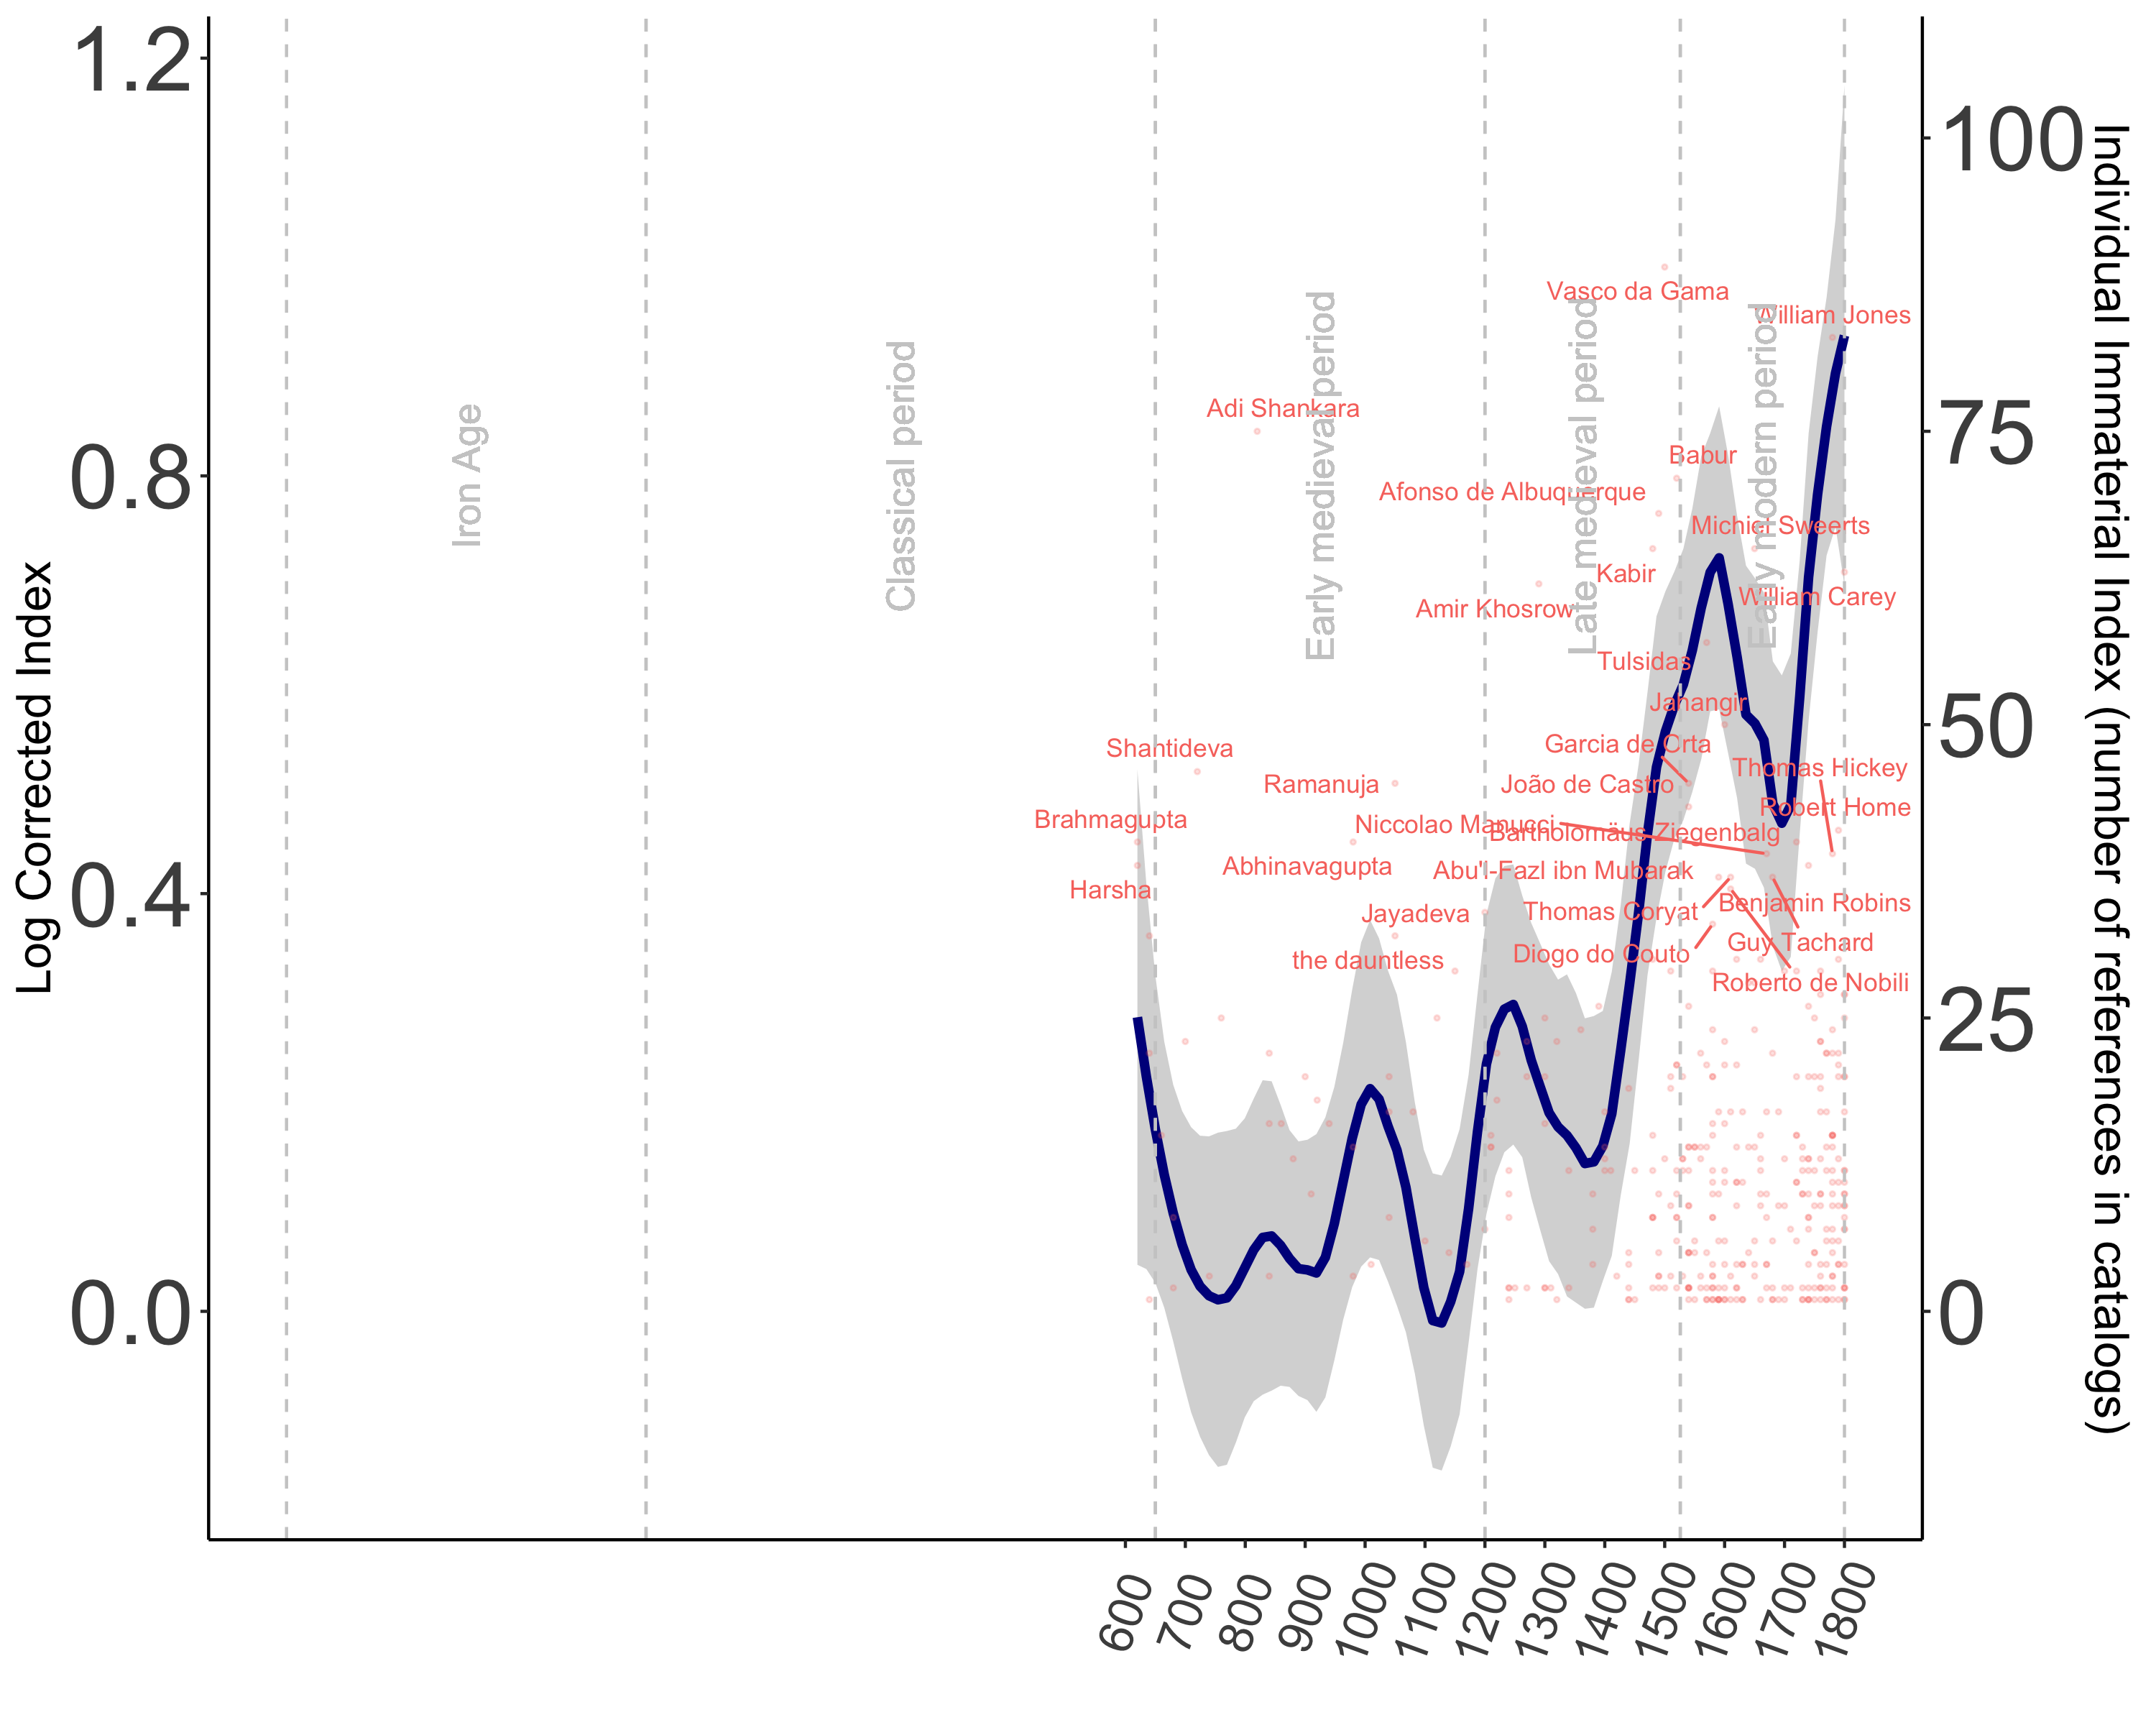 1.2
0.8
0.4
0.0
Log Corrected Index
100
75
50
25
0
Individual Immaterial Index (number of references in catalogs)
Iron Age
Classical period
Early medieval period
Late medieval period
Early modern period
Vasco da Gama
William Jones
Adi Shankara
Babur
Afonso de Albuquerque
Michiel Sweerts
Kabir
William Carey
Amir Khosrow
Tulsidas
Jahangir
Shantideva
Garcia de Orta
Thomas Hickey
Ramanuja
João de Castro
Robert Home
Brahmagupta
Niccolao Manucci
Bartholomäus Ziegenbalg
Abhinavagupta
Abu'l-Fazl ibn Mubarak
Harsha
Benjamin Robins
Jayadeva
Thomas Coryat
Guy Tachard
the dauntless
Diogo do Couto
Roberto de Nobili
600
700
800
900
1000
1100
1200
1300
1400
1500
1600
1700
1800